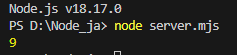 Node.js v18.17.0
PS D:\Node_ja> node server.mjs
9